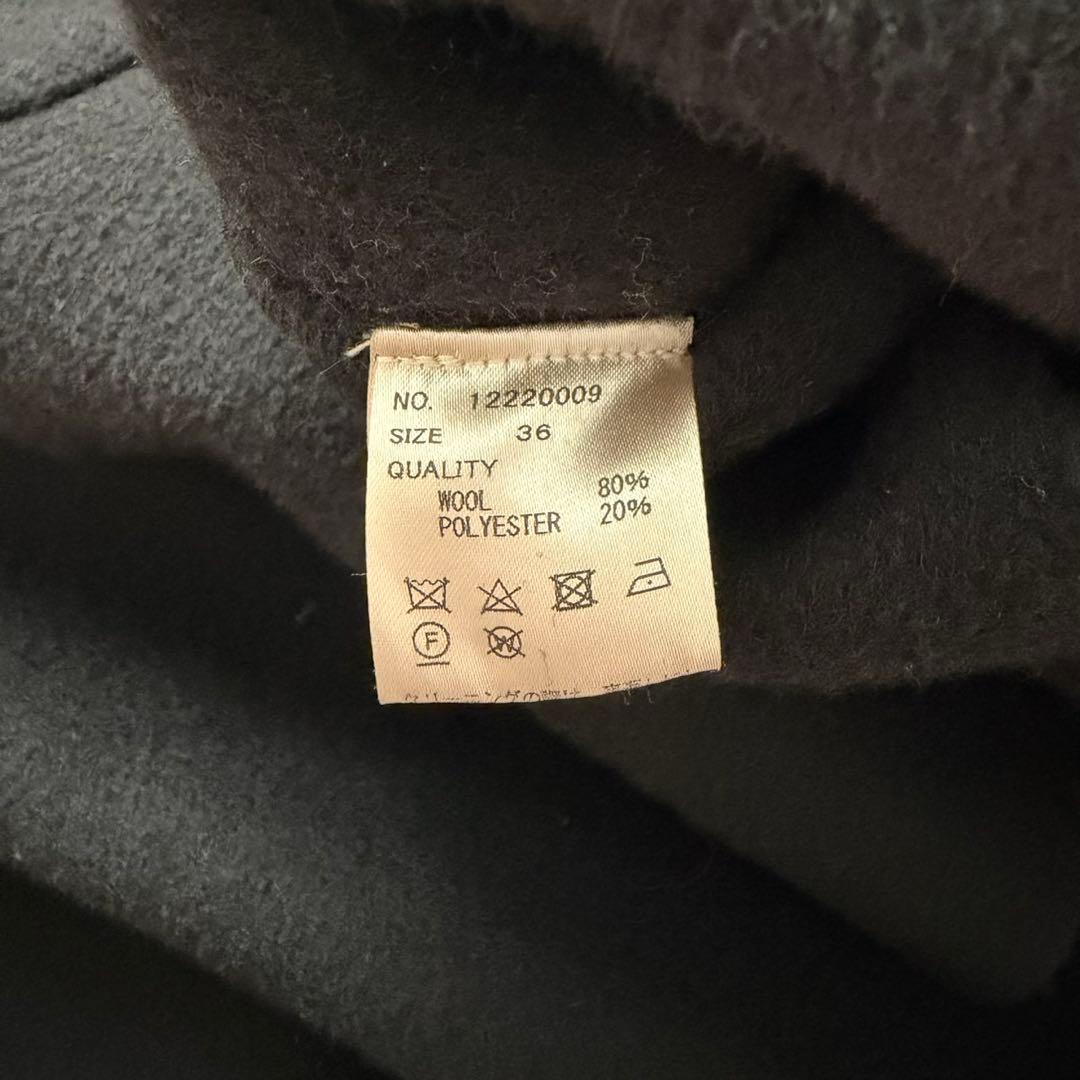 NO. 12220009
SIZE 36
QUALITY
WOOL 80%
POLYESTER 20%
F
W